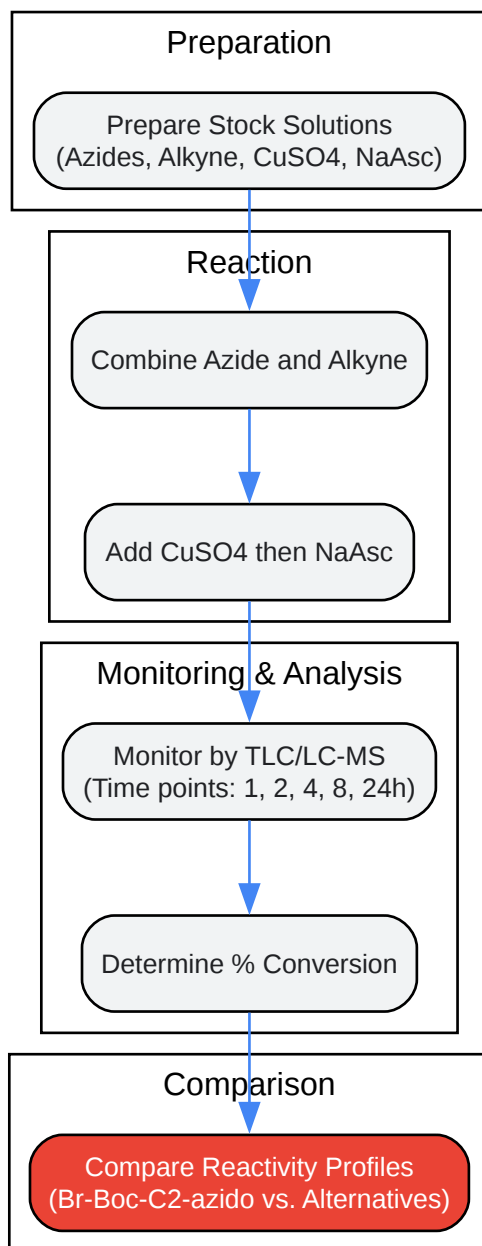 Preparation
Prepare Stock Solutions
(Azides, Alkyne, CuSO4, NaAsc)
Reaction
Combine Azide and Alkyne
Add CuSO4 then NaAsc
Monitoring & Analysis
Monitor by TLC/LC-MS
(Time points: 1, 2, 4, 8, 24h)
Determine % Conversion
Comparison
Compare Reactivity Profiles
(Br-Boc-C2-azido vs. Alternatives)